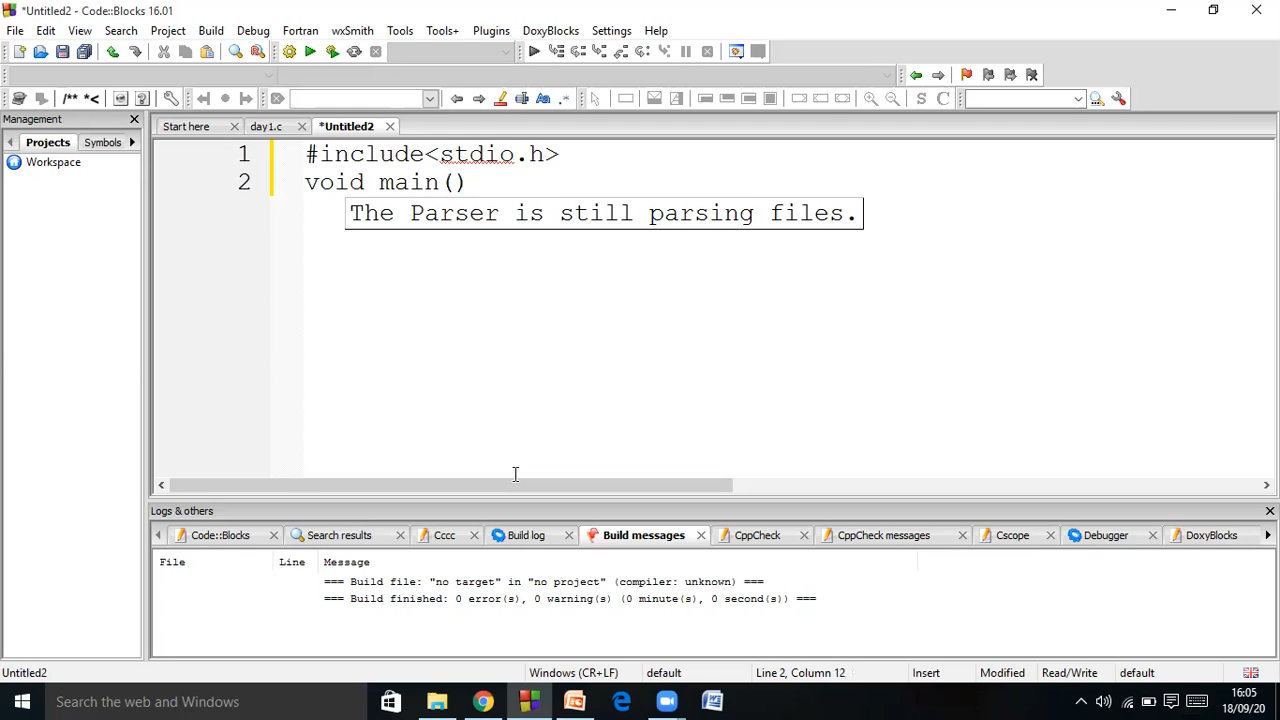 *Untitled2 - Code::Blocks 16.01
File Edit View Search Project Build Debug Fortran wxSmith Tools Tools+ Plugins DoxyBlocks Settings Help
/** *<
S C
Management
Start here day1.c *Untitled2
Projects Symbols
Workspace
1 #include<stdio.h>
2 void main()
The Parser is still parsing files.
Logs & others
Code::Blocks Search results Cccc Build log Build messages CppCheck CppCheck messages Cscope Debugger DoxyBlocks
File Line Message
=== Build file: "no target" in "no project" (compiler: unknown) ===
=== Build finished: 0 error(s), 0 warning(s) (0 minute(s), 0 second(s)) ===
Untitled2 Windows (CR+LF) default Line 2, Column 12 Insert Modified Read/Write default
Search the web and Windows
16:05
18/09/20